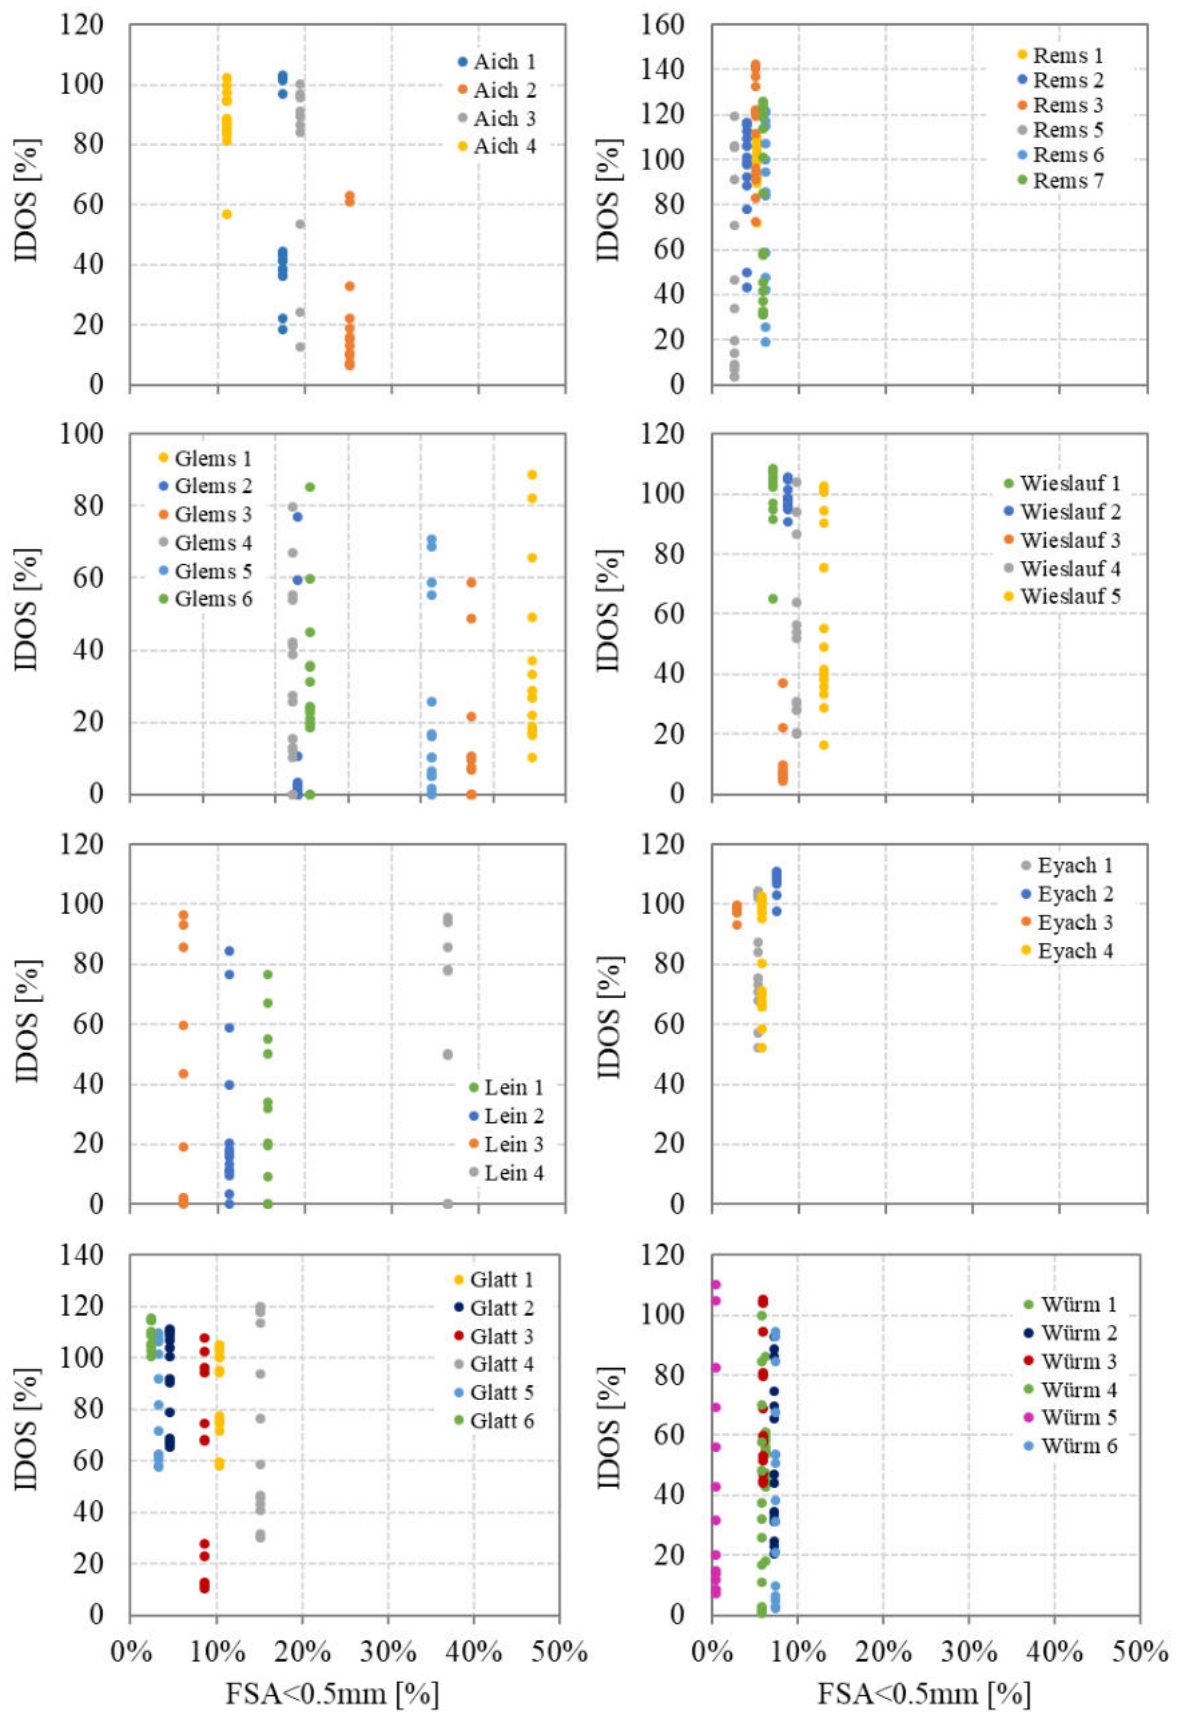 120
100
80
60
40
20
0
IDOS [%]
Aich 1
Aich 2
Aich 3
Aich 4
160
140
120
100
80
60
40
20
0
IDOS [%]
Rems 1
Rems 2
Rems 3
Rems 5
Rems 6
Rems 7
100
80
60
40
20
0
IDOS [%]
Glems 1
Glems 2
Glems 3
Glems 4
Glems 5
Glems 6
120
100
80
60
40
20
0
IDOS [%]
Wieslauf 1
Wieslauf 2
Wieslauf 3
Wieslauf 4
Wieslauf 5
120
100
80
60
40
20
0
IDOS [%]
Lein 1
Lein 2
Lein 3
Lein 4
120
100
80
60
40
20
0
IDOS [%]
Eyach 1
Eyach 2
Eyach 3
Eyach 4
140
120
100
80
60
40
20
0
IDOS [%]
Glatt 1
Glatt 2
Glatt 3
Glatt 4
Glatt 5
Glatt 6
0% 10% 20% 30% 40% 50%
FSA<0.5mm [%]
120
100
80
60
40
20
0
IDOS [%]
Würm 1
Würm 2
Würm 3
Würm 4
Würm 5
Würm 6
0% 10% 20% 30% 40% 50%
FSA<0.5mm [%]